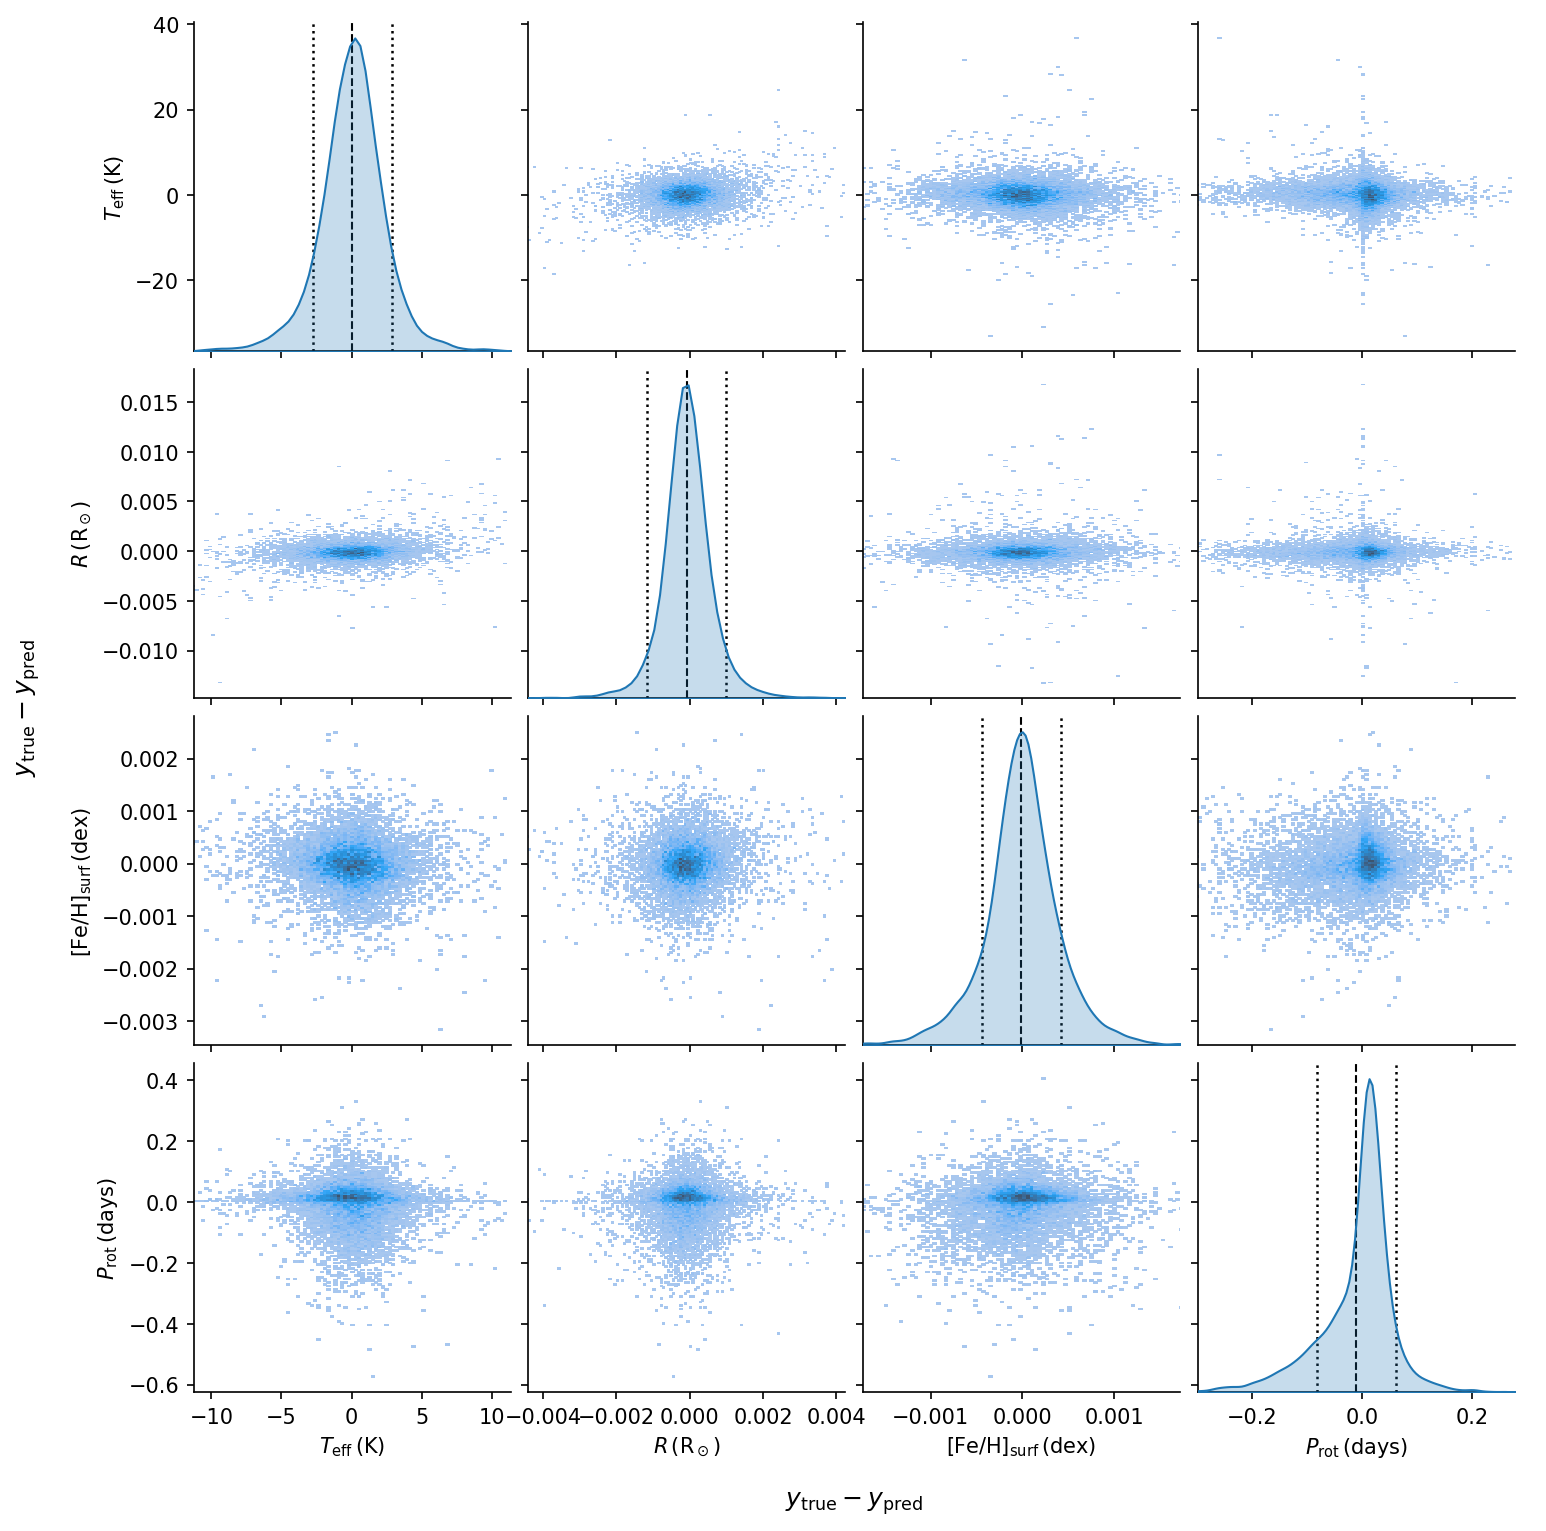 40
20
0
−20
T_eff (K)
0.015
0.010
0.005
0.000
−0.005
−0.010
R (R_⊙)
0.002
0.001
0.000
−0.001
−0.002
−0.003
[Fe/H]_surf (dex)
0.4
0.2
0.0
−0.2
−0.4
−0.6
P_rot (days)
y_true − y_pred
−10 −5 0 5 10
−0.004 −0.002 0.000 0.002 0.004
−0.001 0.000 0.001
−0.2 0.0 0.2
T_eff (K)
R (R_⊙)
[Fe/H]_surf (dex)
P_rot (days)
y_true − y_pred